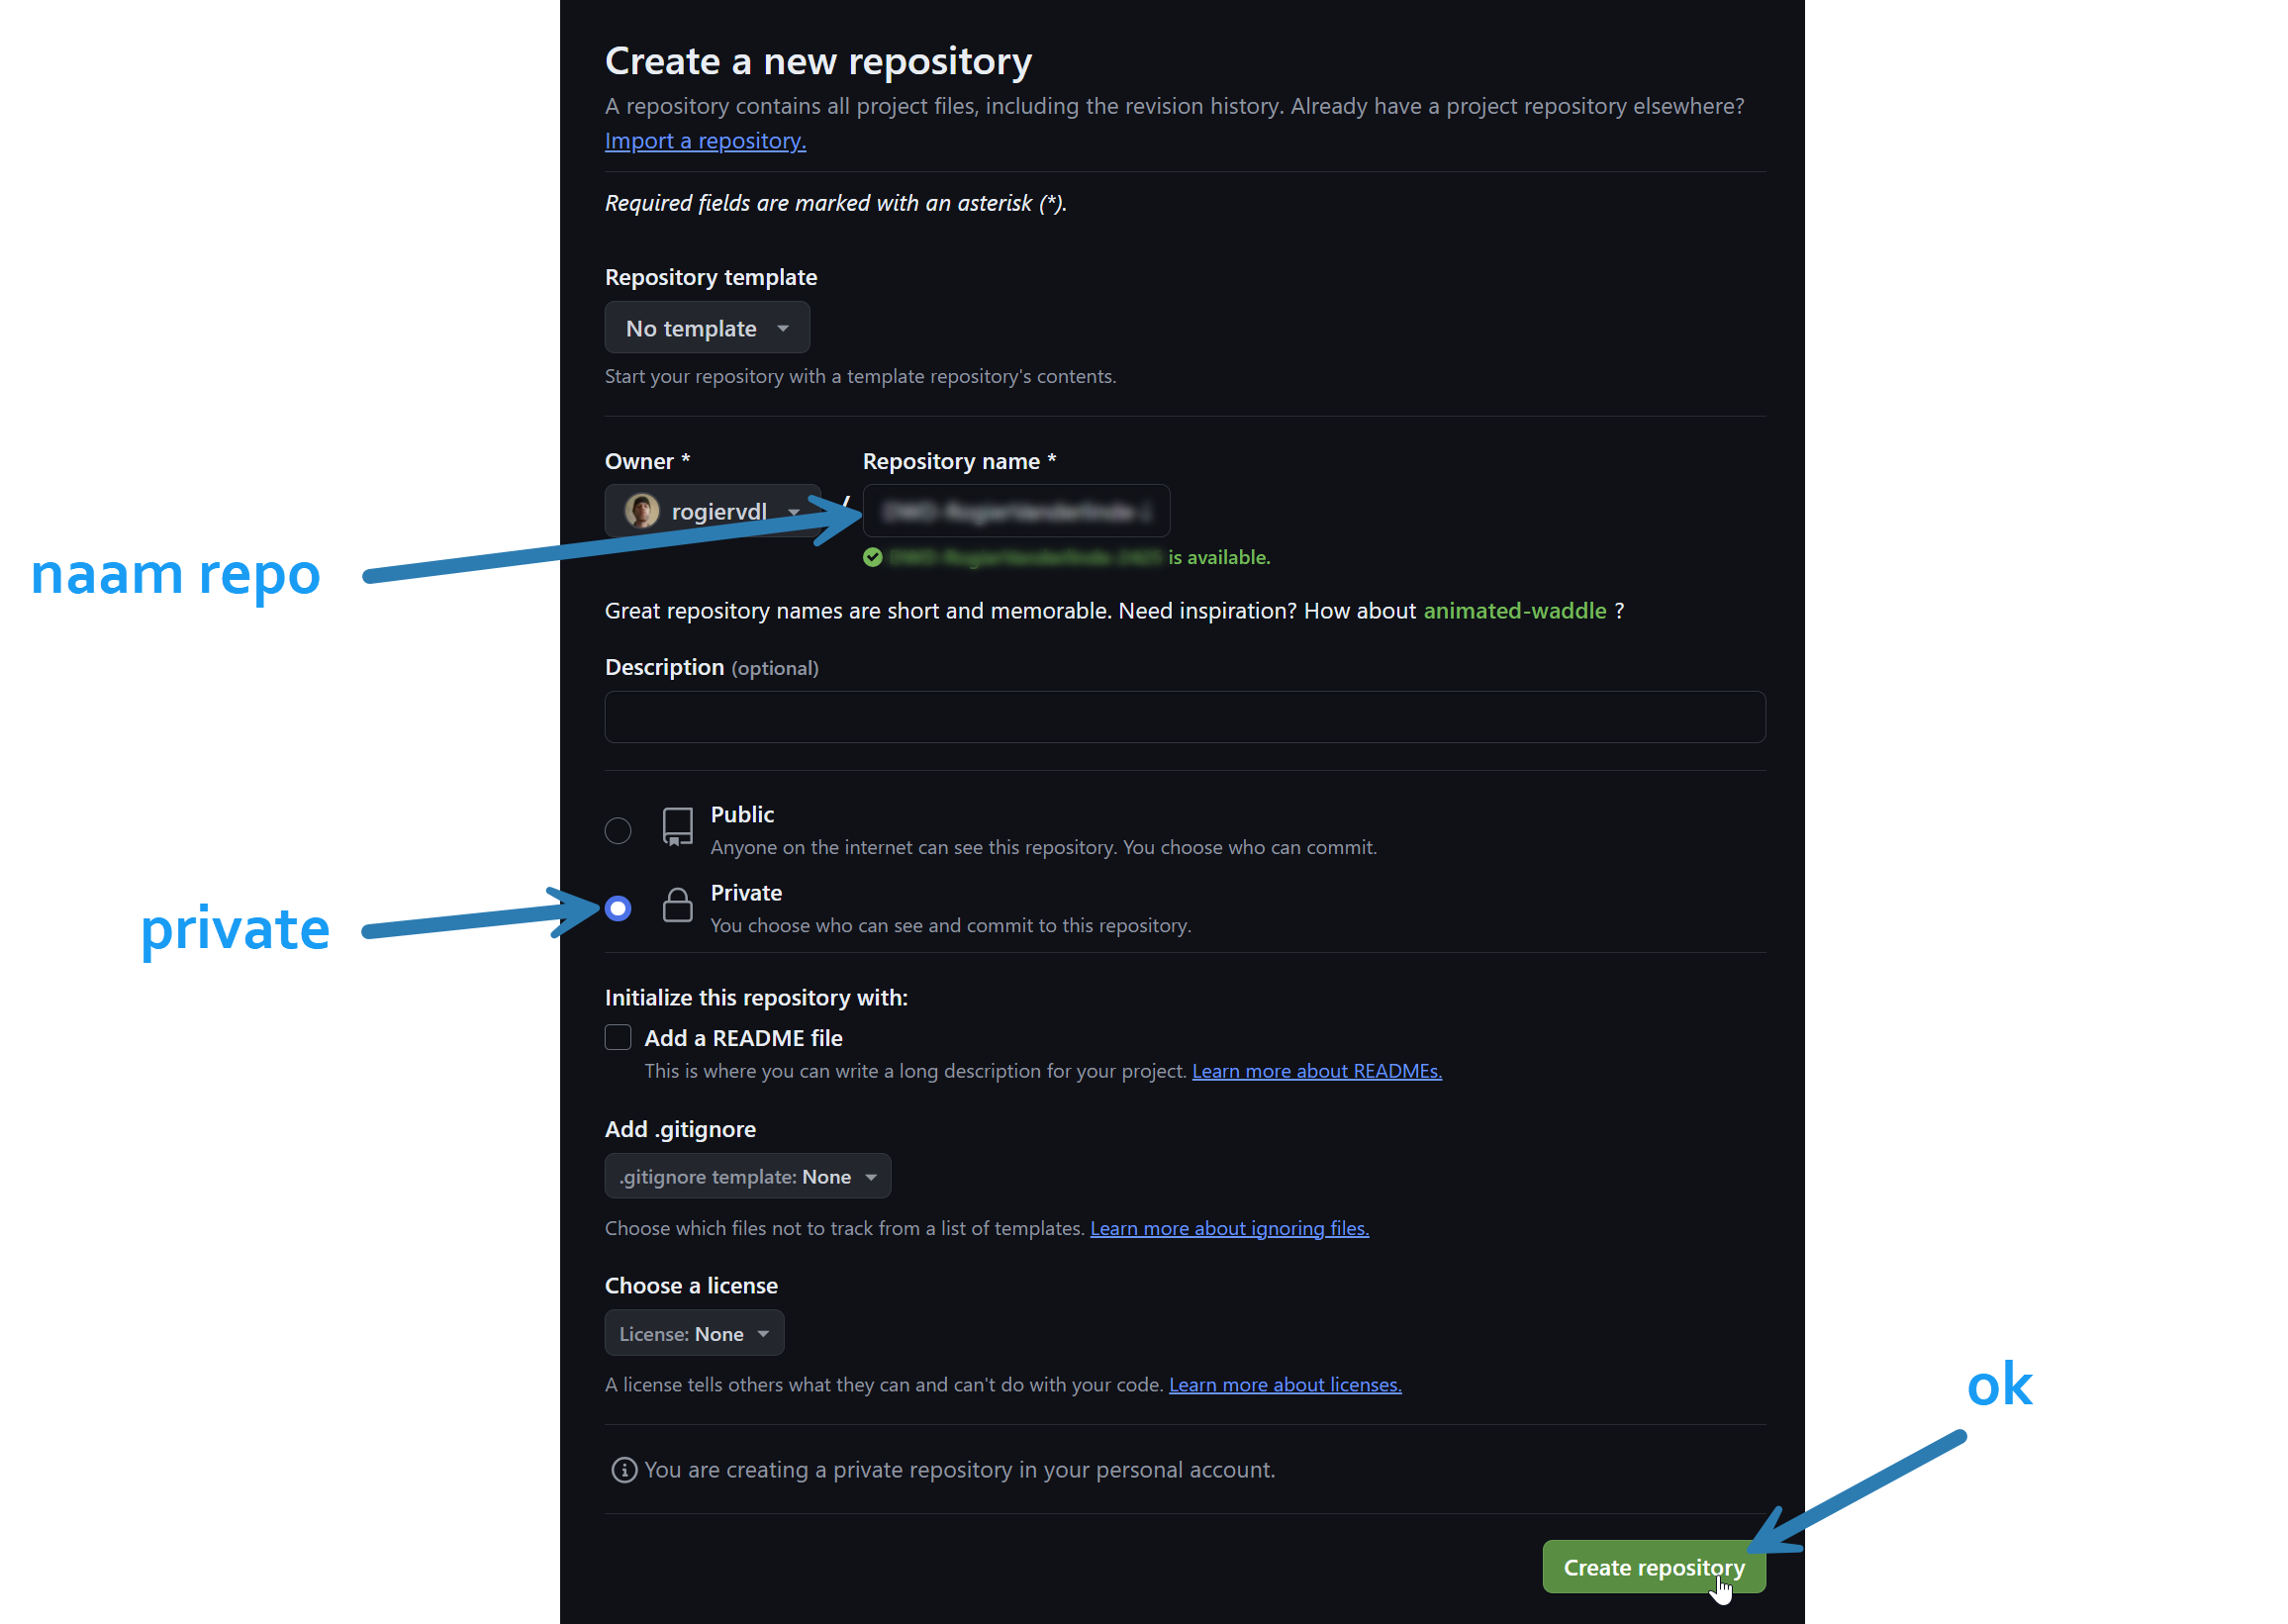 Create a new repository
A repository contains all project files, including the revision history. Already have a project repository elsewhere?
Import a repository.
Required fields are marked with an asterisk (*).
Repository template
No template
Start your repository with a template repository's contents.
Owner *
Repository name *
rogiervdl
/
is available.
naam repo
Great repository names are short and memorable. Need inspiration? How about animated-waddle ?
Description (optional)
Public
Anyone on the internet can see this repository. You choose who can commit.
private
Private
You choose who can see and commit to this repository.
Initialize this repository with:
Add a README file
This is where you can write a long description for your project. Learn more about READMEs.
Add .gitignore
.gitignore template: None
Choose which files not to track from a list of templates. Learn more about ignoring files.
Choose a license
License: None
A license tells others what they can and can't do with your code. Learn more about licenses.
ok
You are creating a private repository in your personal account.
Create repository